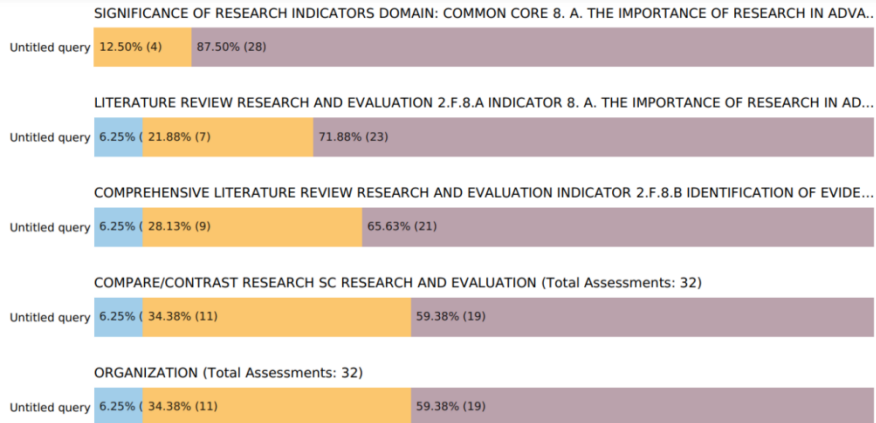 SIGNIFICANCE OF RESEARCH INDICATORS DOMAIN: COMMON CORE 8. A. THE IMPORTANCE OF RESEARCH IN ADVA...
Untitled query 12.50% (4) 87.50% (28)
LITERATURE REVIEW RESEARCH AND EVALUATION 2.F.8.A INDICATOR 8. A. THE IMPORTANCE OF RESEARCH IN AD...
Untitled query 6.25% ( 21.88% (7) 71.88% (23)
COMPREHENSIVE LITERATURE REVIEW RESEARCH AND EVALUATION INDICATOR 2.F.8.B IDENTIFICATION OF EVIDE...
Untitled query 6.25% ( 28.13% (9) 65.63% (21)
COMPARE/CONTRAST RESEARCH SC RESEARCH AND EVALUATION (Total Assessments: 32)
Untitled query 6.25% ( 34.38% (11) 59.38% (19)
ORGANIZATION (Total Assessments: 32)
Untitled query 6.25% ( 34.38% (11) 59.38% (19)